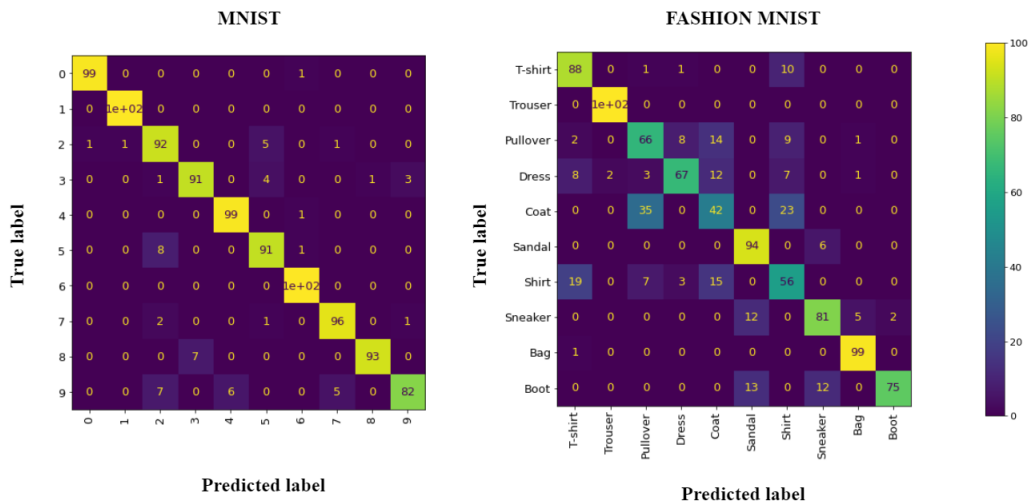 MNIST
True label
0 99 0 0 0 0 0 1 0 0 0
1 0 1e+02 0 0 0 0 0 0 0 0
2 1 1 92 0 0 5 0 1 0 0
3 0 0 1 91 0 4 0 0 1 3
4 0 0 0 0 99 0 1 0 0 0
5 0 0 8 0 0 91 1 0 0 0
6 0 0 0 0 0 0 1e+02 0 0 0
7 0 0 2 0 0 1 0 96 0 1
8 0 0 0 7 0 0 0 0 93 0
9 0 0 7 0 6 0 0 5 0 82
0 1 2 3 4 5 6 7 8 9
Predicted label
FASHION MNIST
True label
T-shirt 88 0 1 1 0 0 10 0 0 0
Trouser 0 1e+02 0 0 0 0 0 0 0 0
Pullover 2 0 66 8 14 0 9 0 1 0
Dress 8 2 3 67 12 0 7 0 1 0
Coat 0 0 35 0 42 0 23 0 0 0
Sandal 0 0 0 0 0 94 0 6 0 0
Shirt 19 0 7 3 15 0 56 0 0 0
Sneaker 0 0 0 0 0 12 0 81 5 2
Bag 1 0 0 0 0 0 0 0 99 0
Boot 0 0 0 0 0 13 0 12 0 75
T-shirt Trouser Pullover Dress Coat Sandal Shirt Sneaker Bag Boot
Predicted label
100
80
60
40
20
0